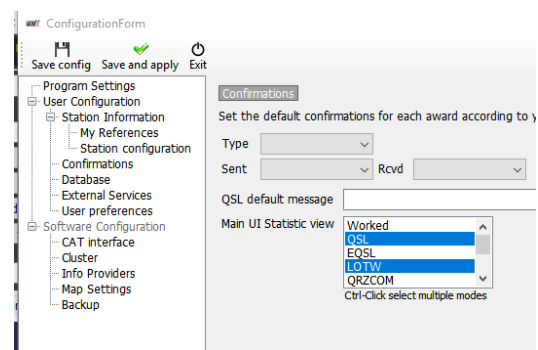 ConfigurationForm
Save config Save and apply Exit
Program Settings
User Configuration
Station Information
My References
Station configuration
Confirmations
Database
External Services
User preferences
Software Configuration
CAT interface
Cluster
Info Providers
Map Settings
Backup
Confirmations
Set the default confirmations for each award according to y
Type
Sent Rcvd
QSL default message
Main UI Statistic view
Worked
QSL
EQSL
LOTW
QRZCOM
Ctrl-Click select multiple modes